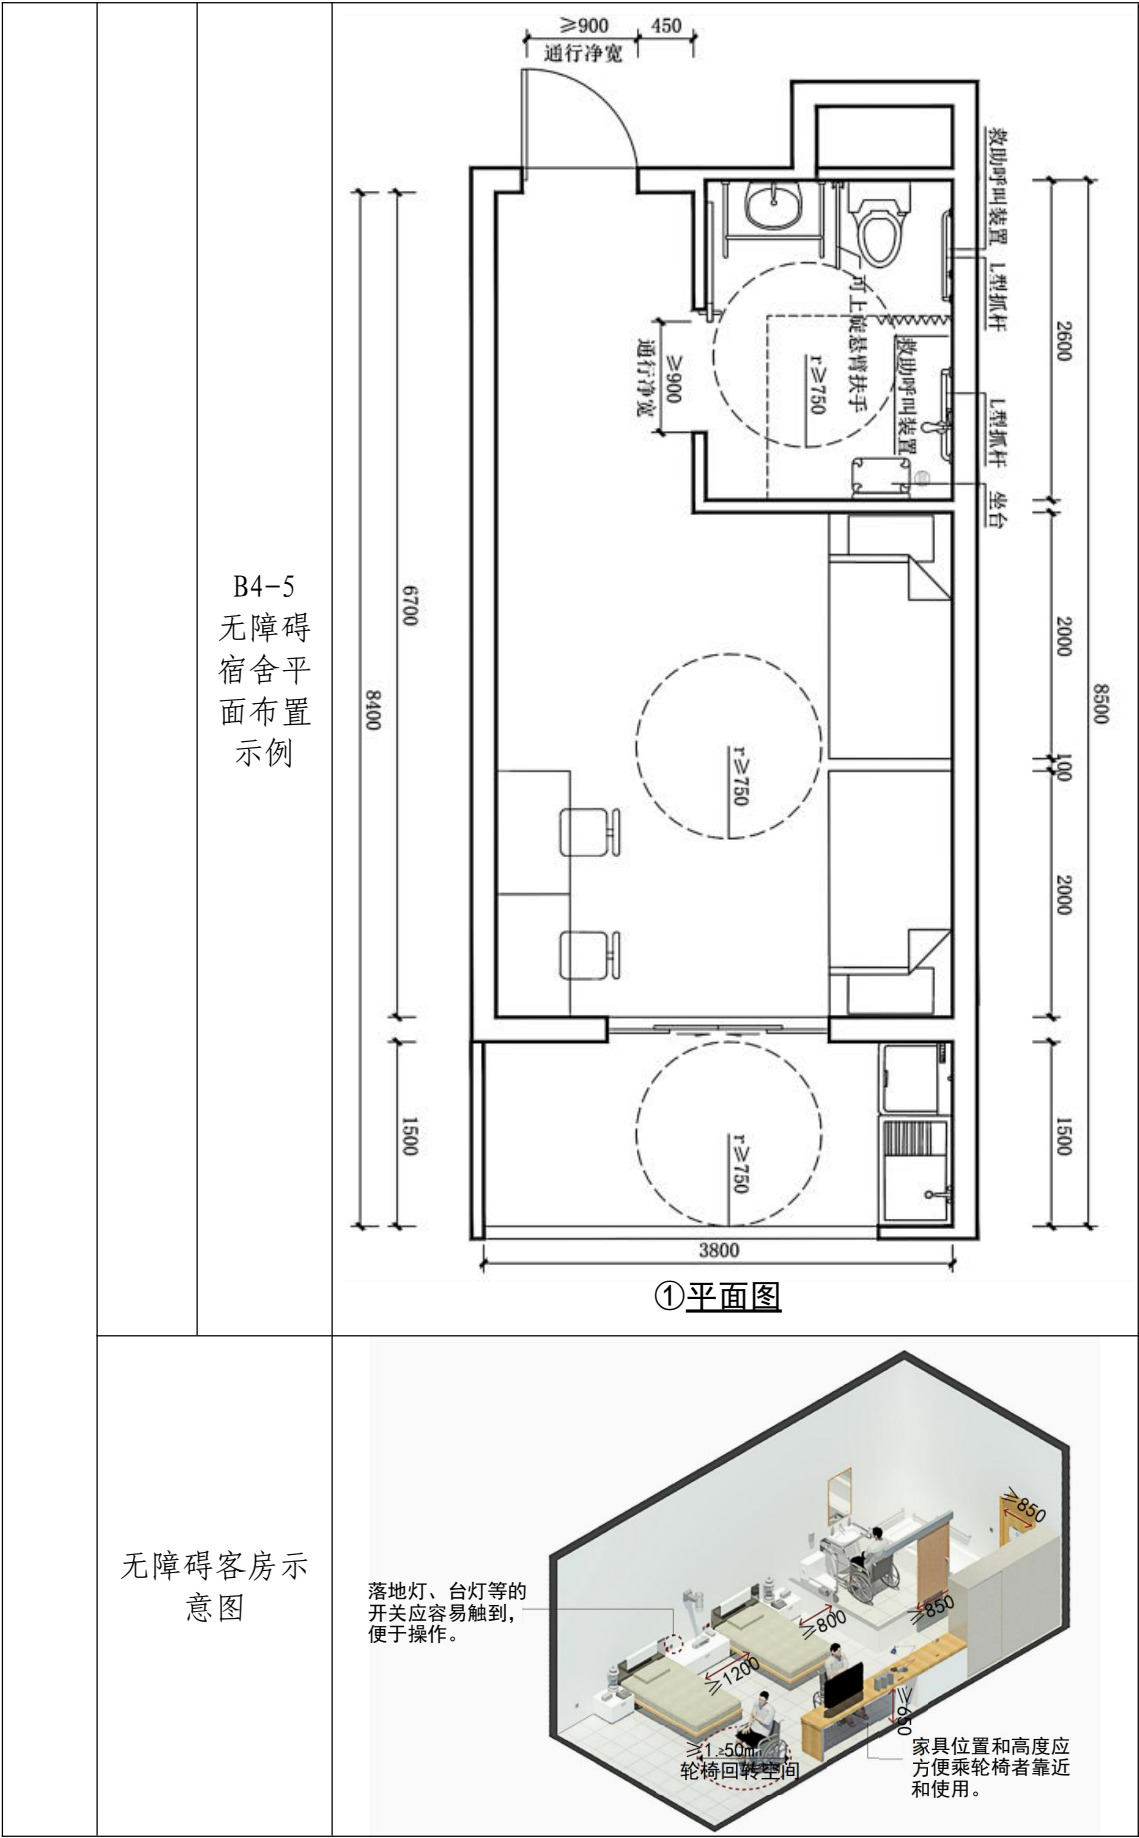 B4-5
无障碍
宿舍平
面布置
示例
≥900
450
通行净宽
救助呼叫装置
L型抓杆
L型抓杆
坐台
可上旋悬臂扶手
救助呼叫装置
r≥750
≥900
通行净宽
2600
2000
100
2000
1500
8500
6700
8400
1500
r≥750
r≥750
3800
①平面图
无障碍客房示
意图
落地灯、台灯等的
开关应容易触到，
便于操作。
≥850
≥850
≥800
≥1200
≥650
轮椅回转空间
家具位置和高度应
方便乘轮椅者靠近
和使用。